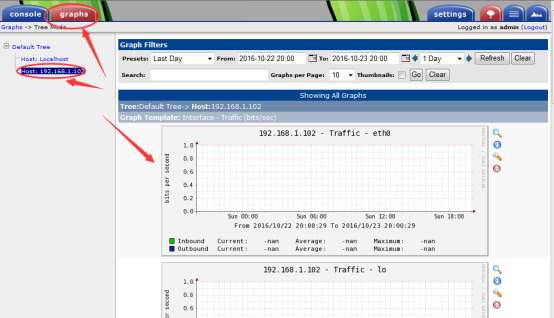 console graphs settings
Graphs -> Tree Mode Logged in as admin (Logout)
Default Tree
Host: Localhost
Host: 192.168.1.102
Graph Filters
Presets: Last Day From: 2016-10-22 20:00 To: 2016-10-23 20:00 1 Day Refresh Clear
Search: Graphs per Page: 10 Thumbnails: Go Clear
Showing All Graphs
Tree:Default Tree-> Host:192.168.1.102
Graph Template: Interface - Traffic (bits/sec)
192.168.1.102 - Traffic - eth0
bits per second
1.0
0.8
0.6
0.4
0.2
0.0
Sun 00:00 Sun 06:00 Sun 12:00 Sun 18:00
From 2016/10/22 20:00:29 To 2016/10/23 20:00:29
Inbound Current: -nan Average: -nan Maximum: -nan
Outbound Current: -nan Average: -nan Maximum: -nan
192.168.1.102 - Traffic - lo
1.0
0.8
0.6